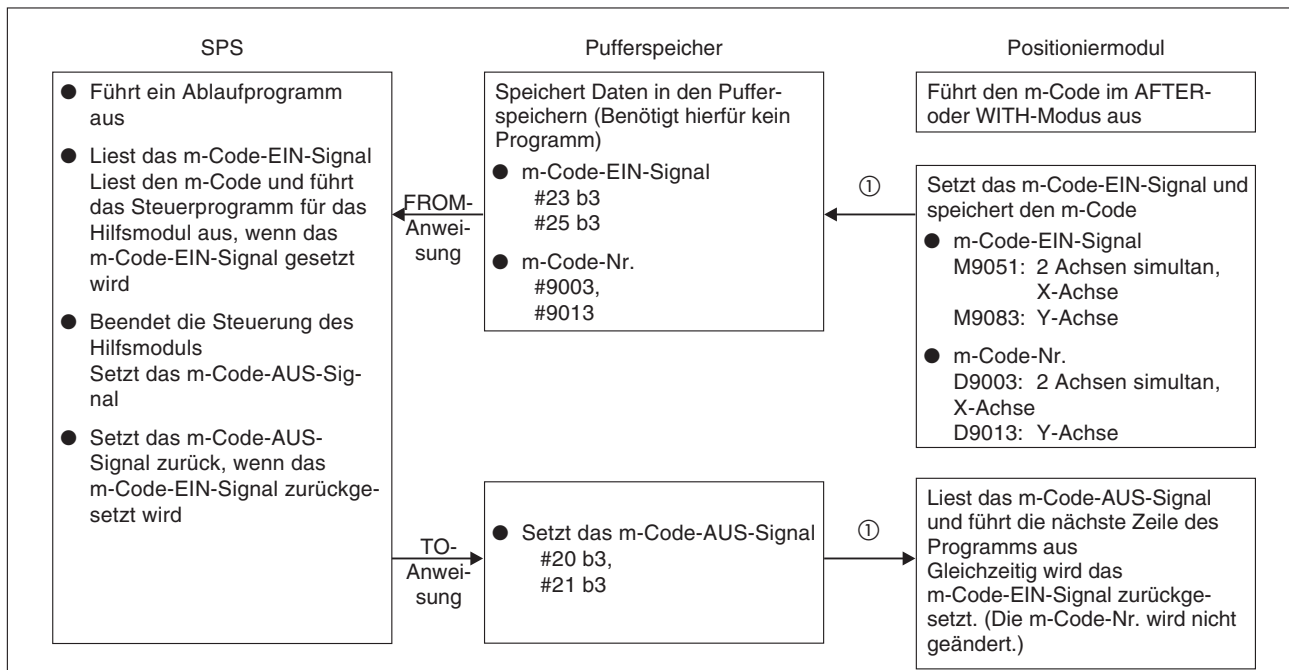 SPS
● Führt ein Ablaufprogramm
aus
● Liest das m-Code-EIN-Signal
Liest den m-Code und führt
das Steuerprogramm für das
Hilfsmodul aus, wenn das
m-Code-EIN-Signal gesetzt
wird
● Beendet die Steuerung des
Hilfsmoduls
Setzt das m-Code-AUS-Sig-
nal
● Setzt das m-Code-AUS-
Signal zurück, wenn das
m-Code-EIN-Signal zurückge-
setzt wird
FROM-
Anwei-
sung
TO-
Anwei-
sung
Pufferspeicher
Speichert Daten in den Puffer-
speichern (Benötigt hierfür kein
Programm)
● m-Code-EIN-Signal
#23 b3
#25 b3
● m-Code-Nr.
#9003,
#9013
● Setzt das m-Code-AUS-Signal
#20 b3,
#21 b3
①
①
Positioniermodul
Führt den m-Code im AFTER-
oder WITH-Modus aus
Setzt das m-Code-EIN-Signal und
speichert den m-Code
● m-Code-EIN-Signal
M9051: 2 Achsen simultan,
X-Achse
M9083: Y-Achse
● m-Code-Nr.
D9003: 2 Achsen simultan,
X-Achse
D9013: Y-Achse
Liest das m-Code-AUS-Signal
und führt die nächste Zeile des
Programms aus
Gleichzeitig wird das
m-Code-EIN-Signal zurückge-
setzt. (Die m-Code-Nr. wird nicht
geändert.)